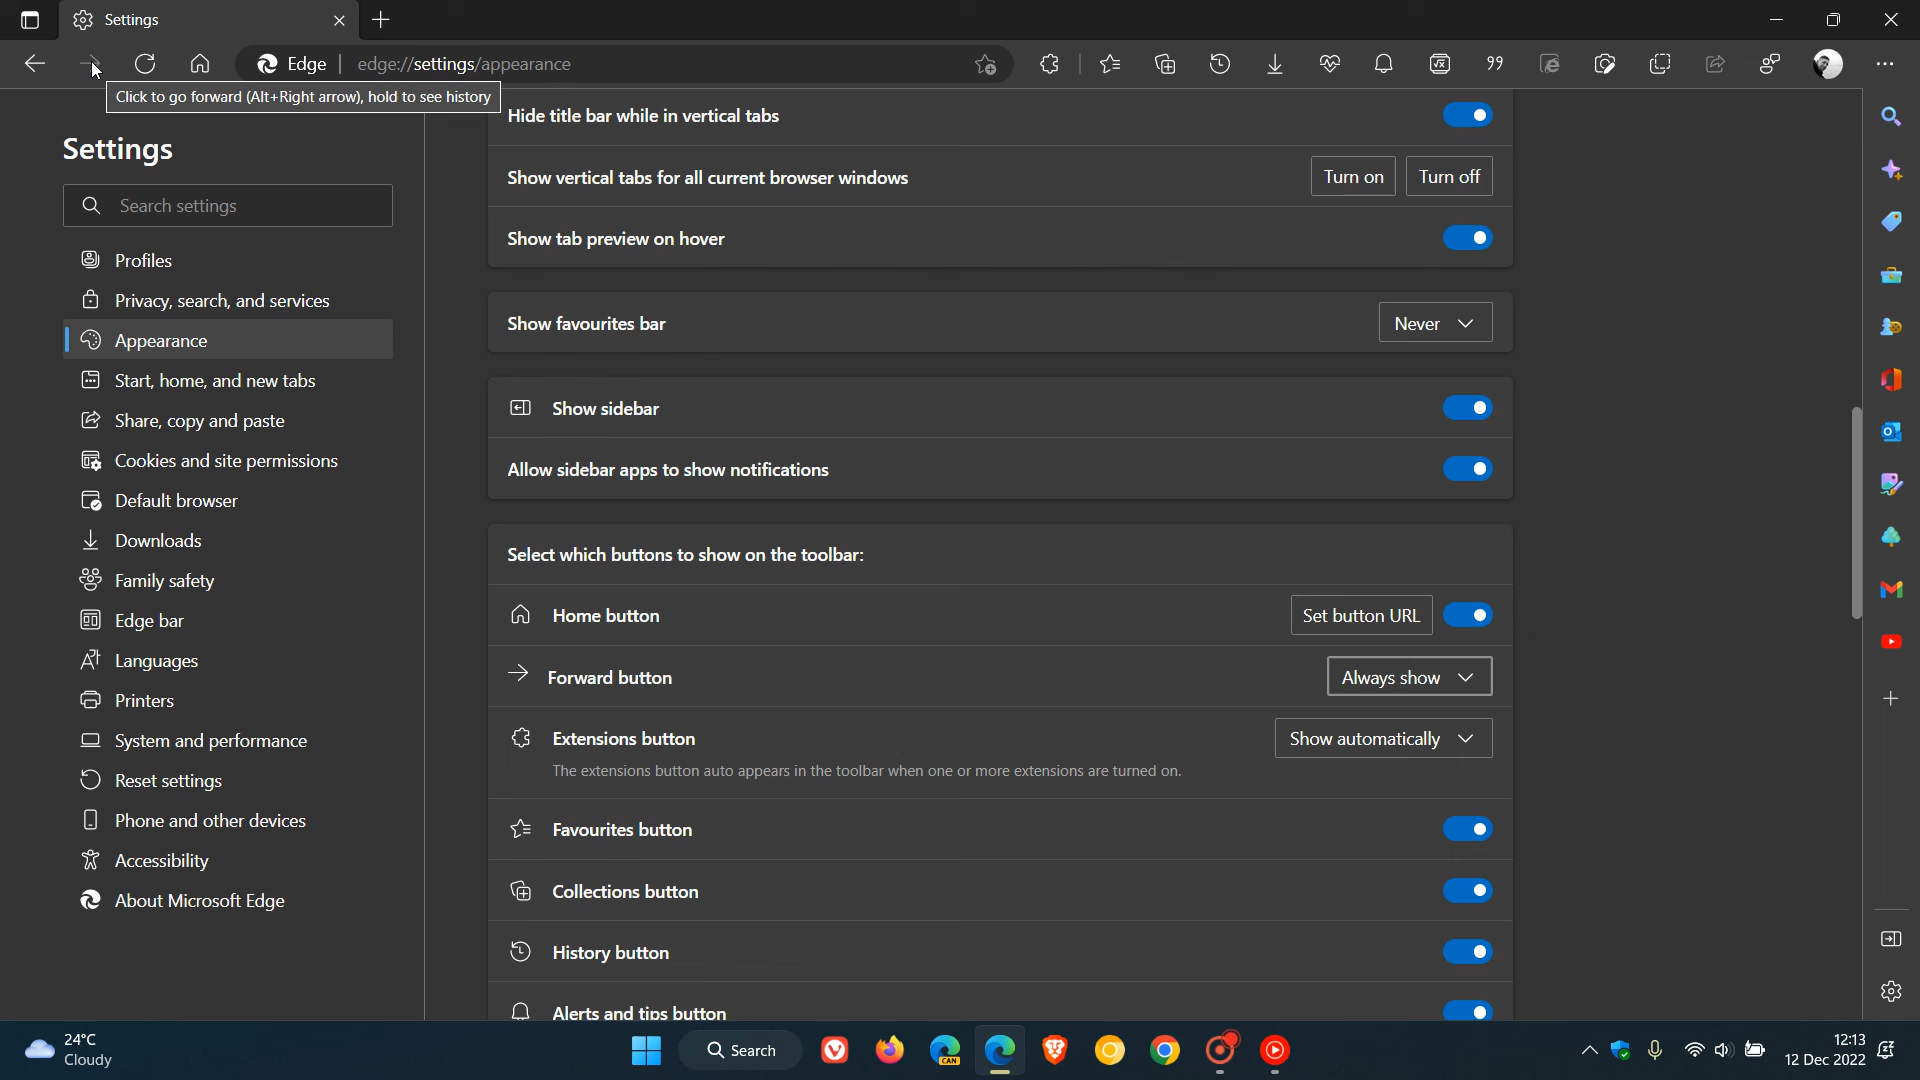 Settings
Edge
edge://settings/appearance
Click to go forward (Alt+Right arrow), hold to see history
Settings
Search settings
Profiles
Privacy, search, and services
Appearance
Start, home, and new tabs
Share, copy and paste
Cookies and site permissions
Default browser
Downloads
Family safety
Edge bar
Languages
Printers
System and performance
Reset settings
Phone and other devices
Accessibility
About Microsoft Edge
Hide title bar while in vertical tabs
Show vertical tabs for all current browser windows Turn on Turn off
Show tab preview on hover
Show favourites bar Never
Show sidebar
Allow sidebar apps to show notifications
Select which buttons to show on the toolbar:
Home button Set button URL
Forward button Always show
Extensions button Show automatically
The extensions button auto appears in the toolbar when one or more extensions are turned on.
Favourites button
Collections button
History button
Alerts and tips button
24°C
Cloudy
Search
CAN
12:13
12 Dec 2022